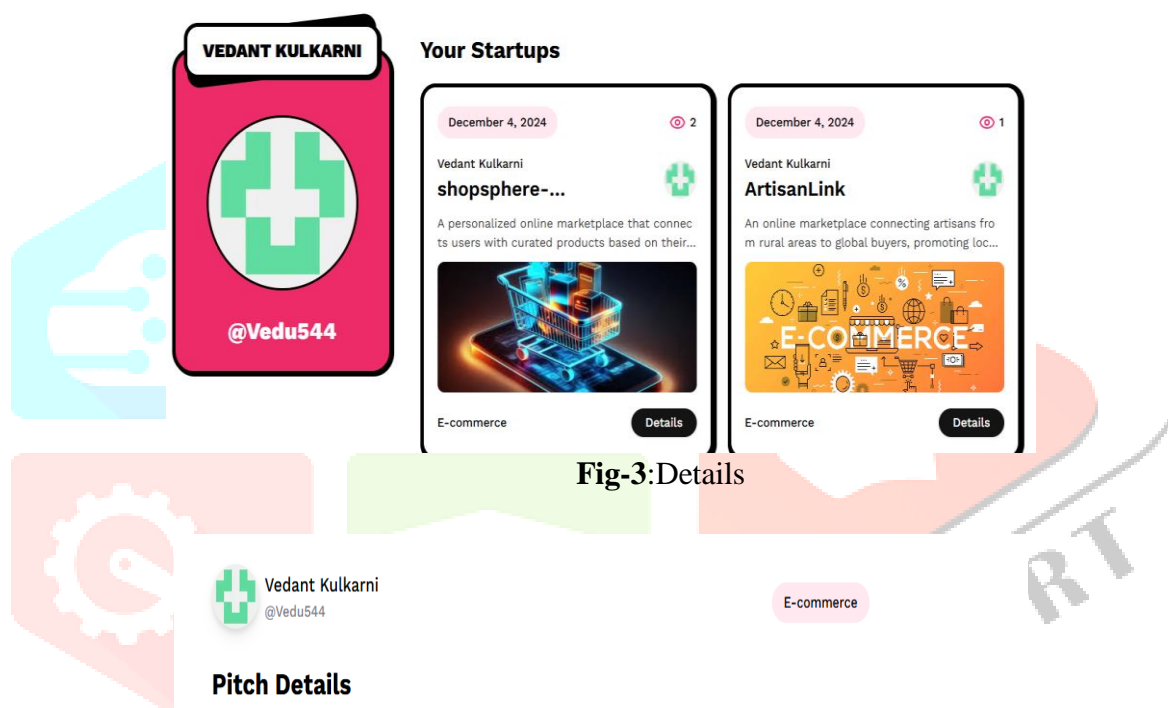 VEDANT KULKARNI
@Vedu544
Your Startups
December 4, 2024
2
Vedant Kulkarni
shopsphere-...
A personalized online marketplace that connec
ts users with curated products based on their...
E-commerce
Details
December 4, 2024
1
Vedant Kulkarni
ArtisanLink
An online marketplace connecting artisans fro
m rural areas to global buyers, promoting loc...
E-COMMERCE
E-commerce
Details
Fig-3:Details
RT
Vedant Kulkarni
@Vedu544
E-commerce
Pitch Details